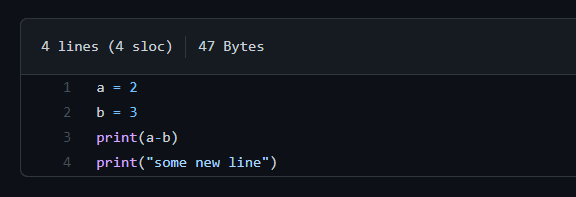 4 lines (4 sloc) 47 Bytes
1 a = 2
2 b = 3
3 print(a-b)
4 print("some new line")